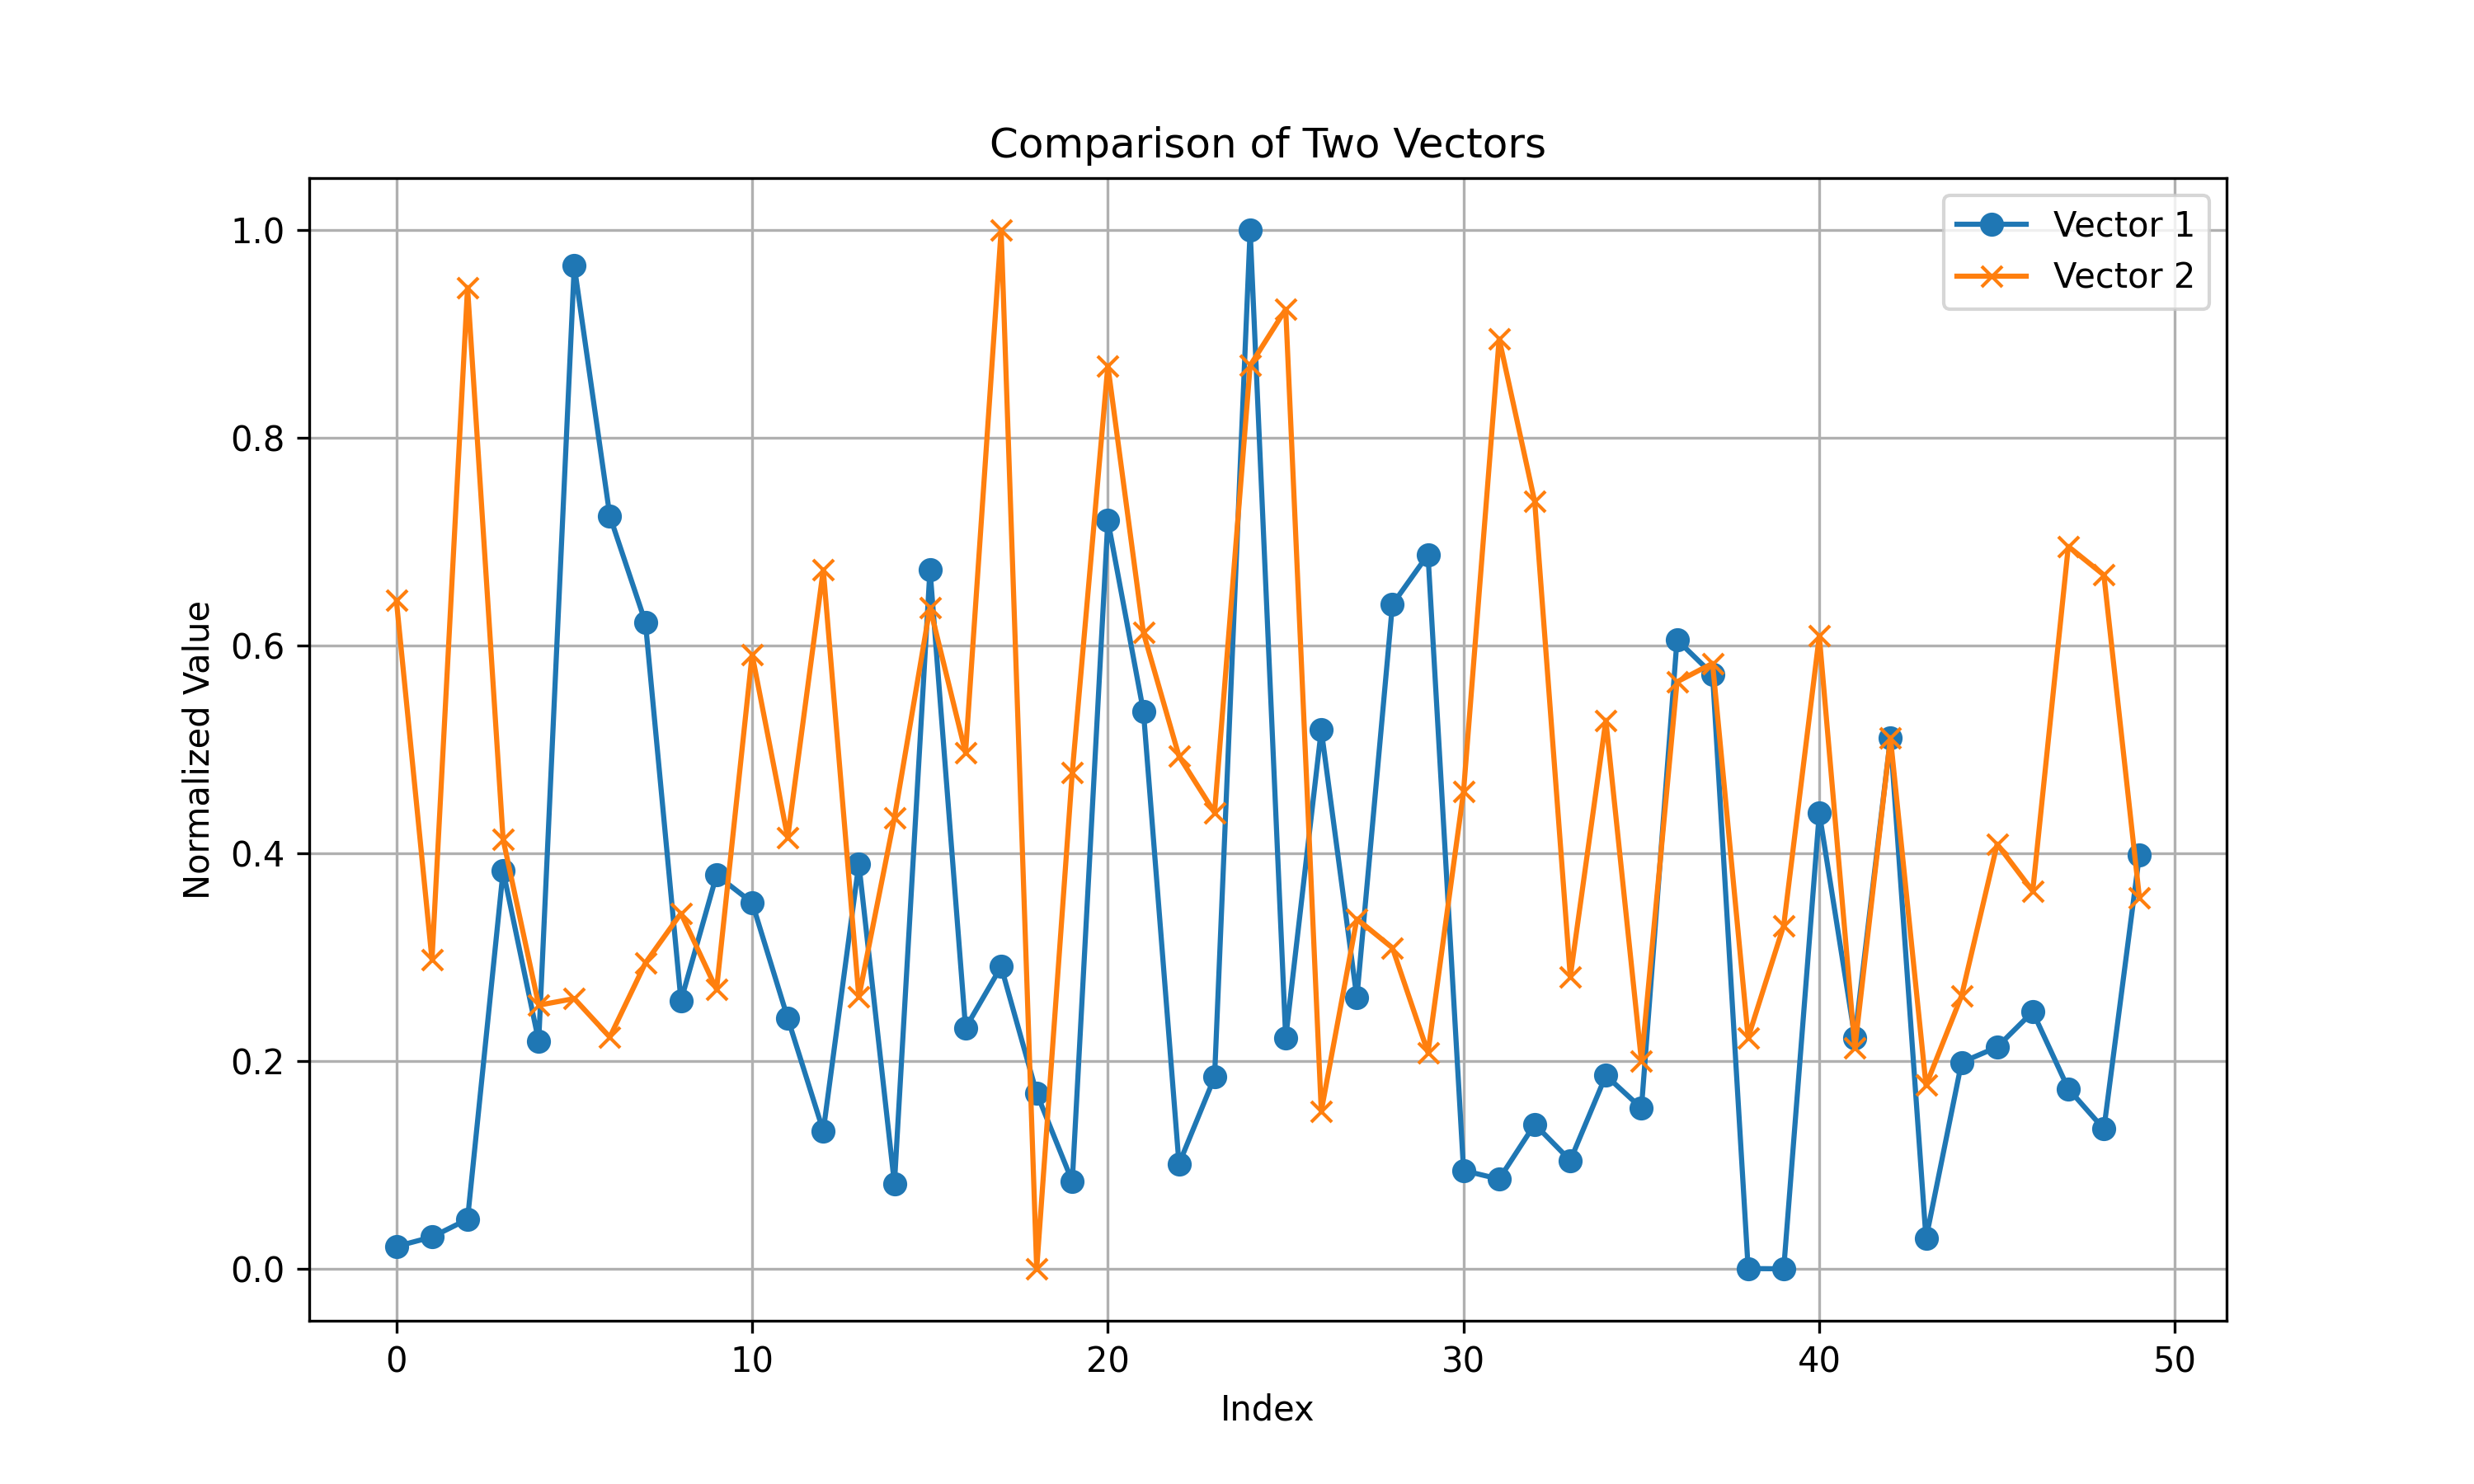 Comparison of Two Vectors
Vector 1
Vector 2
Normalized Value
1.0
0.8
0.6
0.4
0.2
0.0
0 10 20 30 40 50
Index